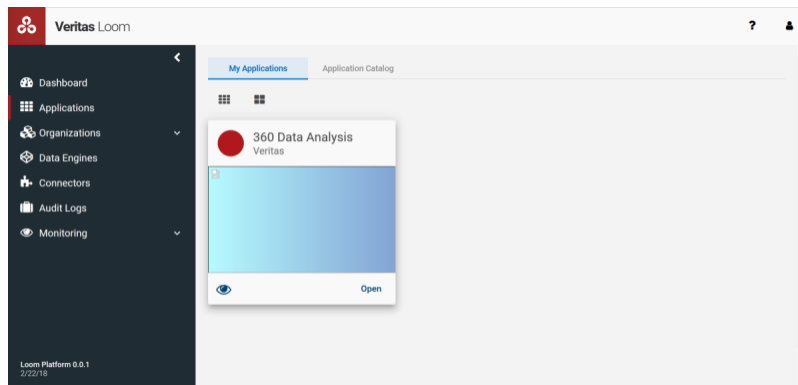 Veritas Loom
?
Dashboard
Applications
Organizations
Data Engines
Connectors
Audit Logs
Monitoring
Loom Platform 0.0.1
2/22/18
My Applications Application Catalog
360 Data Analysis
Veritas
Open